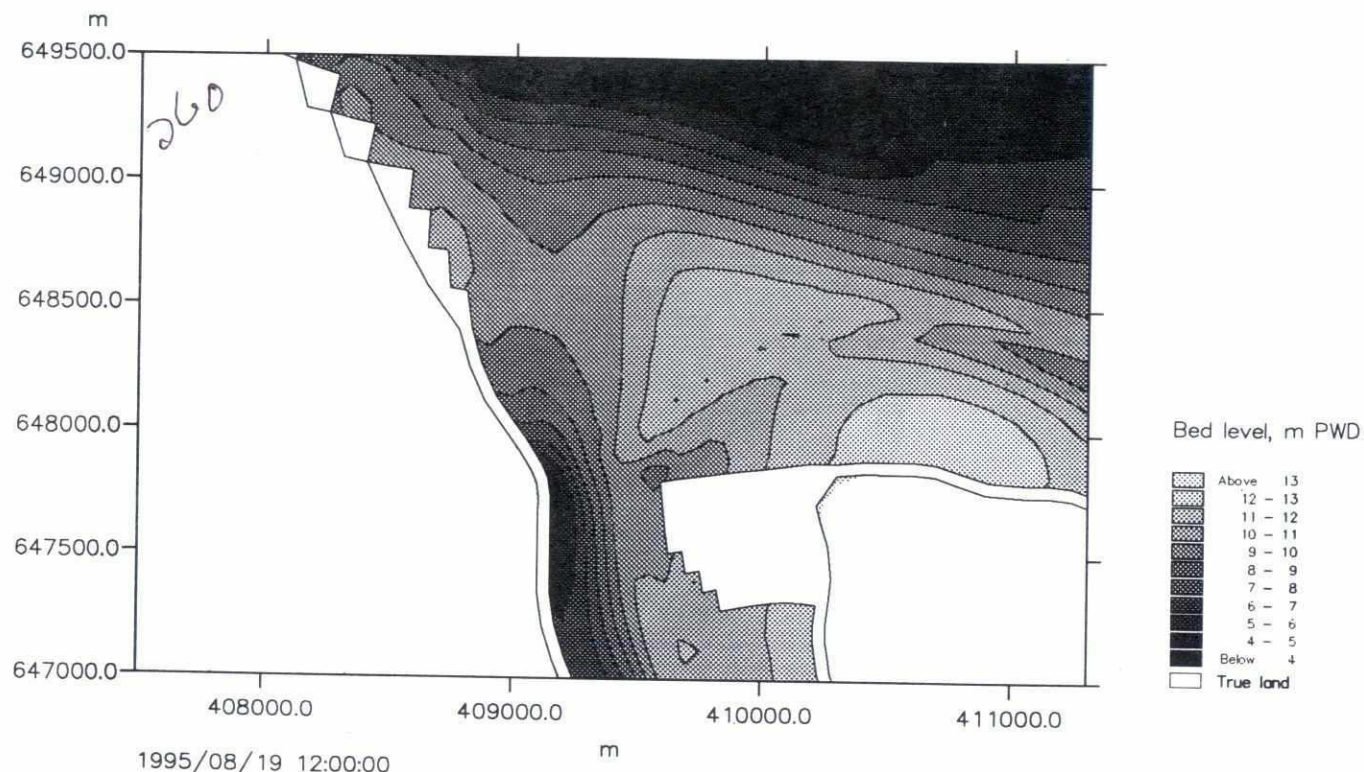 m
649500.0
260
649000.0
648500.0
648000.0
647500.0
647000.0
408000.0
409000.0
410000.0
411000.0
m
1995/08/19 12:00:00
Bed level, m PWD
Above 13
12 - 13
11 - 12
10 - 11
9 - 10
8 - 9
7 - 8
6 - 7
5 - 6
4 - 5
Below 4
True land